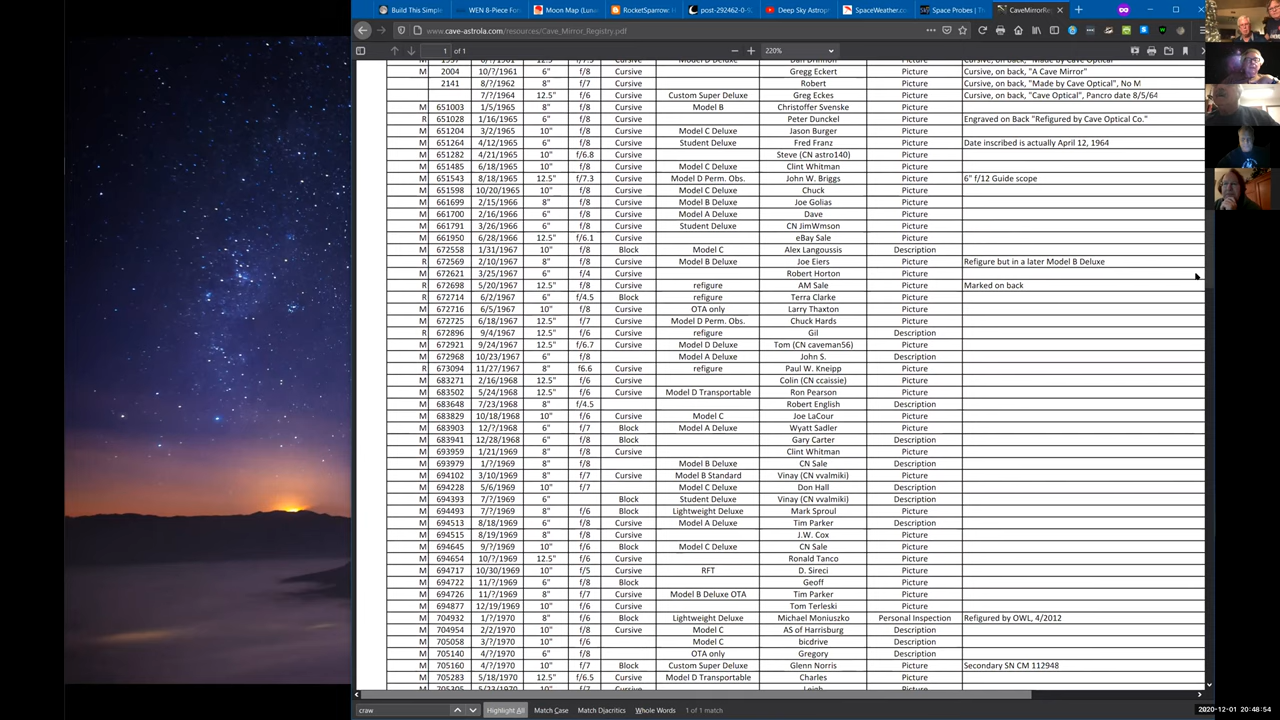 Build This Simple
WEN 8-Piece For
Moon Map (Luna
RocketSparrow.
post-292462-0-9
Deep Sky Astrop
SpaceWeather.c
Space Probes | Th
CaveMirrorReg
www.cave-astrola.com/resources/Cave_Mirror_Registry.pdf
1 of 1
220%
M 2004 10/?/1961 6" f/8 Cursive Gregg Eckert Picture Cursive, on back, "A Cave Mirror"
2141 8/?/1962 8" f/7 Cursive Robert Picture Cursive, on back, "Made by Cave Optical", No M
7/?/1964 12.5" f/6 Cursive Custom Super Deluxe Greg Eckes Picture Cursive, on back, "Cave Optical", Pancro date 8/5/64
M 651003 1/5/1965 8" f/8 Cursive Model B Christoffer Svenske Picture
R 651028 1/16/1965 6" f/8 Cursive Peter Dunckel Picture Engraved on Back "Refigured by Cave Optical Co."
M 651204 3/2/1965 10" f/8 Cursive Model C Deluxe Jason Burger Picture
M 651264 4/12/1965 6" f/8 Cursive Student Deluxe Fred Franz Picture Date inscribed is actually April 12, 1964
M 651282 4/21/1965 10" f/6.8 Cursive Steve (CN astro140) Picture
M 651485 6/18/1965 10" f/8 Cursive Model C Deluxe Clint Whitman Picture
M 651543 8/18/1965 12.5" f/7.3 Cursive Model D Perm. Obs. John W. Briggs Picture 6" f/12 Guide scope
M 651598 10/20/1965 10" f/8 Cursive Model C Deluxe Chuck Picture
M 661699 2/15/1966 8" f/8 Cursive Model B Deluxe Joe Golias Picture
M 661700 2/16/1966 6" f/8 Cursive Model A Deluxe Dave Picture
M 661791 3/26/1966 6" f/8 Cursive Student Deluxe CN JimWmson Picture
M 661950 6/28/1966 12.5" f/6.1 Cursive eBay Sale Picture
M 672558 1/31/1967 10" f/8 Block Model C Alex Langoussis Description
R 672569 2/10/1967 8" f/8 Cursive Model B Deluxe Joe Eiers Picture Refigure but in a later Model B Deluxe
M 672621 3/25/1967 6" f/4 Cursive Robert Horton Picture
R 672698 5/20/1967 12.5" f/8 Cursive refigure AM Sale Picture Marked on back
R 672714 6/2/1967 6" f/4.5 Block refigure Terra Clarke Picture
M 672716 6/5/1967 10" f/8 Cursive OTA only Larry Thaxton Picture
M 672725 6/18/1967 12.5" f/7 Cursive Model D Perm. Obs. Chuck Hards Picture
R 672896 9/4/1967 12.5" f/6 Cursive refigure Gil Description
M 672921 9/24/1967 12.5" f/6.7 Cursive Model D Deluxe Tom (CN caveman56) Picture
M 672968 10/23/1967 6" f/8 Model A Deluxe John S. Description
R 673094 11/27/1967 8" f6.6 Cursive refigure Paul W. Kneipp Picture
M 683271 2/16/1968 12.5" f/6 Cursive Colin (CN ccaissie) Picture
M 683502 5/24/1968 12.5" f/6 Cursive Model D Transportable Ron Pearson Picture
M 683648 7/23/1968 8" f/4.5 Robert English Description
M 683829 10/18/1968 10" f/6 Cursive Model C Joe LaCour Picture
M 683903 12/?/1968 6" f/7 Block Model A Deluxe Wyatt Sadler Picture
M 683941 12/28/1968 6" f/8 Block Gary Carter Description
M 693959 1/21/1969 8" f/8 Cursive Clint Whitman Picture
M 693979 1/?/1969 8" f/8 Model B Deluxe CN Sale Description
M 694102 3/10/1969 8" f/7 Cursive Model B Standard Vinay (CN vvalmiki) Picture
M 694228 5/6/1969 10" f/7 Model C Deluxe Don Hall Description
M 694393 7/?/1969 6" Block Student Deluxe Vinay (CN vvalmiki) Picture
M 694493 7/?/1969 8" f/6 Block Lightweight Deluxe Mark Sproul Picture
M 694513 8/18/1969 6" f/8 Cursive Model A Deluxe Tim Parker Picture
M 694515 8/19/1969 8" f/8 Cursive J.W. Cox Picture
M 694645 9/?/1969 10" f/6 Block Model C Deluxe CN Sale Picture
M 694654 10/?/1969 12.5" f/6 Cursive Ronald Tanco Picture
M 694717 10/30/1969 10" f/5 Cursive RFT D. Sireci Picture
M 694722 11/?/1969 6" f/8 Block Geoff Picture
M 694726 11/?/1969 8" f/7 Cursive Model B Deluxe OTA Tim Parker Picture
M 694877 12/19/1969 10" f/6 Cursive Tom Terleski Picture
M 704932 1/?/1970 8" f/6 Block Lightweight Deluxe Michael Moniuszko Personal Inspection Refigured by OWL, 4/2012
M 704954 2/2/1970 10" f/8 Cursive Model C AS of Harrisburg Description
M 705058 3/?/1970 10" f/6 Model C bicdrive Description
M 705140 4/?/1970 6" f/8 OTA only Gregory Description
M 705160 4/?/1970 10" f/7 Block Custom Super Deluxe Glenn Norris Picture Secondary SN CM 112948
M 705283 5/18/1970 12.5" f/6.5 Cursive Model D Transportable Charles Picture
craw
Highlight All
Match Case
Match Diacritics
Whole Words
1 of 1 match
2020-12-01 20:48:54